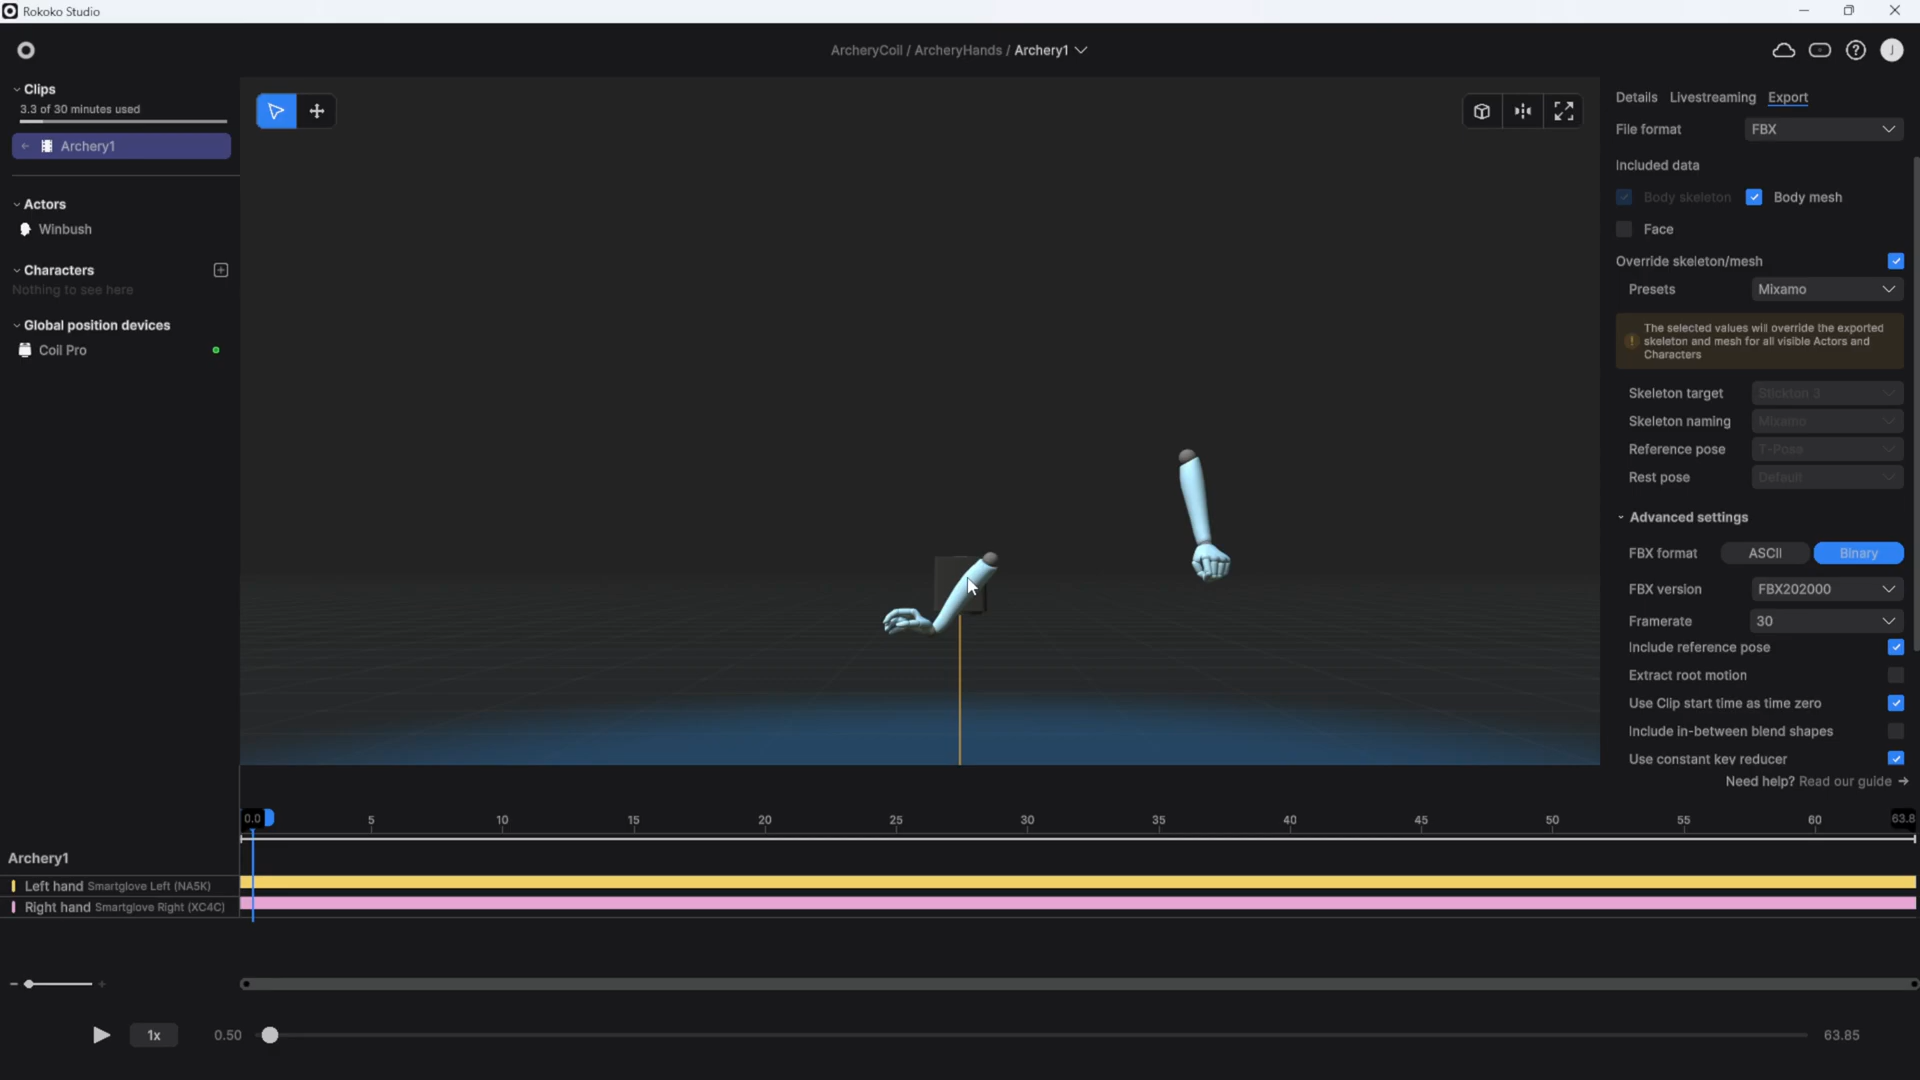 Rokoko Studio
ArcheryCoil / ArcheryHands / Archery1
J
Clips
3.3 of 30 minutes used
Archery1
Actors
Winbush
Characters
Nothing to see here
Global position devices
Coil Pro
Details Livestreaming Export
File format FBX
Included data
Body skeleton Body mesh
Face
Override skeleton/mesh
Presets Mixamo
The selected values will override the exported
skeleton and mesh for all visible Actors and
Characters
Skeleton target Stickton 3
Skeleton naming Mixamo
Reference pose T-Pose
Rest pose Default
Advanced settings
FBX format ASCII Binary
FBX version FBX202000
Framerate 30
Include reference pose
Extract root motion
Use Clip start time as time zero
Include in-between blend shapes
Use constant key reducer
Need help? Read our guide →
0.0 5 10 15 20 25 30 35 40 45 50 55 60 63.8
Archery1
Left hand Smartglove Left (NA5K)
Right hand Smartglove Right (XC4C)
1x 0.50 63.85